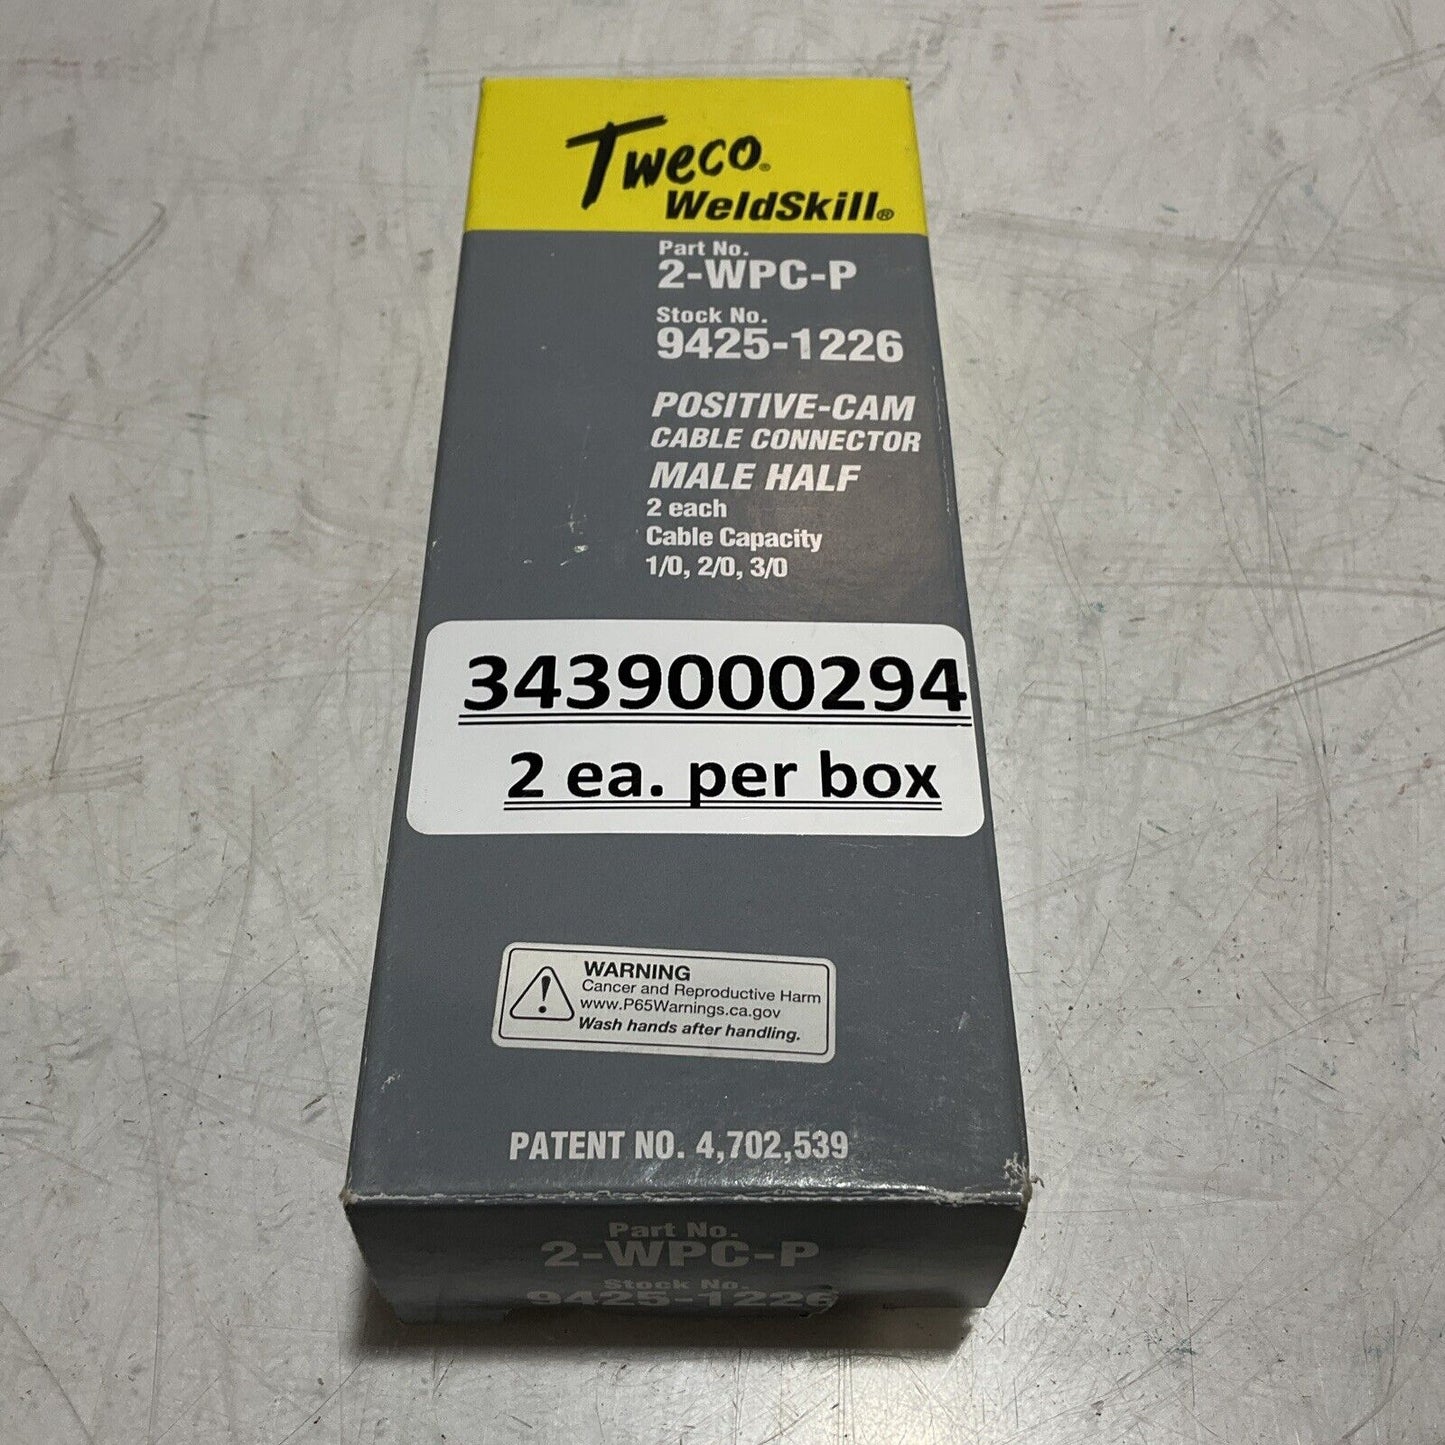 Tweco®
WeldSkill®
Part No.
2-WPC-P
Stock No.
9425-1226
POSITIVE-CAM
CABLE CONNECTOR
MALE HALF
2 each
Cable Capacity
1/0, 2/0, 3/0
3439000294
2 ea. per box
WARNING
Cancer and Reproductive Harm
www.P65Warnings.ca.gov
Wash hands after handling.
PATENT NO. 4,702,539
Part No.
2-WPC-P
Stock No.
9425-1226